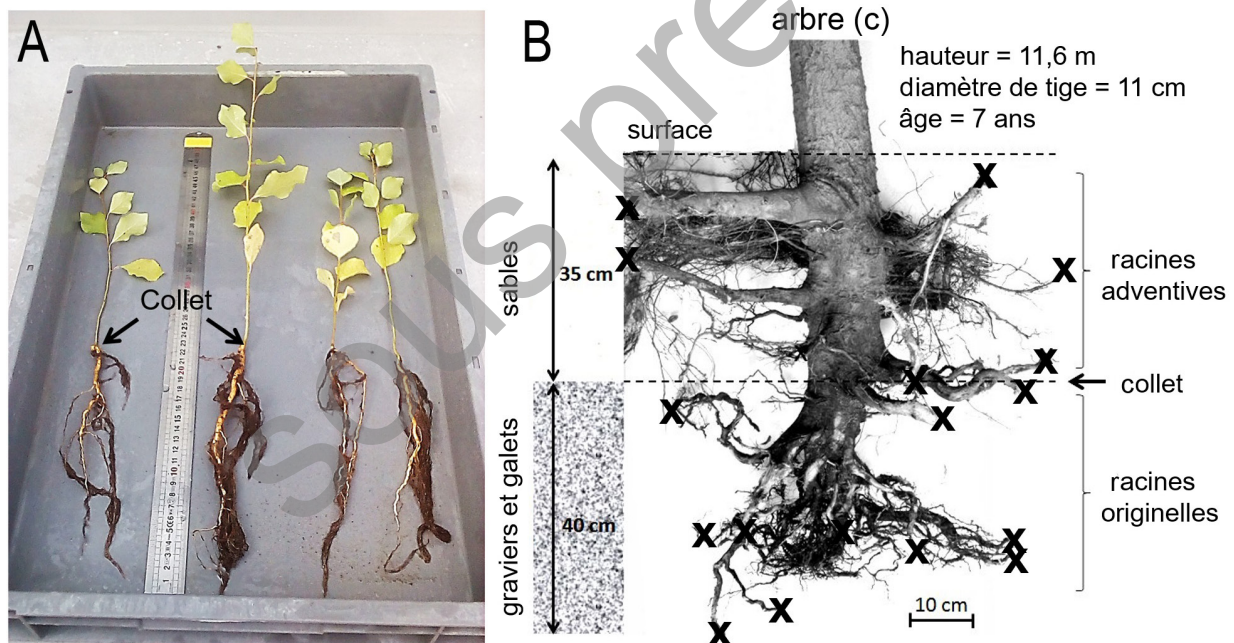 A
Collet
B
arbre (c)
hauteur = 11,6 m
diamètre de tige = 11 cm
âge = 7 ans
surface
sables
35 cm
racines
adventives
collet
graviers et galets
40 cm
racines
originelles
10 cm
sous pre